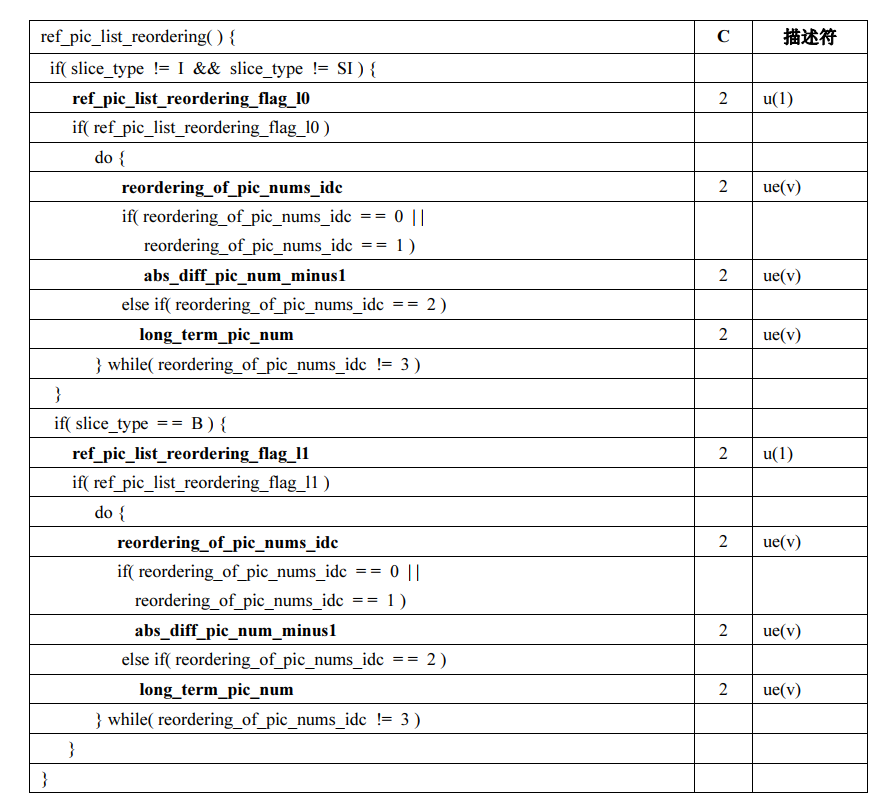 ref_pic_list_reordering( ) { C 描述符
if( slice_type != I && slice_type != SI ) {
ref_pic_list_reordering_flag_l0 2 u(1)
if( ref_pic_list_reordering_flag_l0 )
do {
reordering_of_pic_nums_idc 2 ue(v)
if( reordering_of_pic_nums_idc = = 0 | |
reordering_of_pic_nums_idc = = 1 )
abs_diff_pic_num_minus1 2 ue(v)
else if( reordering_of_pic_nums_idc = = 2 )
long_term_pic_num 2 ue(v)
} while( reordering_of_pic_nums_idc != 3 )
}
if( slice_type = = B ) {
ref_pic_list_reordering_flag_l1 2 u(1)
if( ref_pic_list_reordering_flag_l1 )
do {
reordering_of_pic_nums_idc 2 ue(v)
if( reordering_of_pic_nums_idc = = 0 | |
reordering_of_pic_nums_idc = = 1 )
abs_diff_pic_num_minus1 2 ue(v)
else if( reordering_of_pic_nums_idc = = 2 )
long_term_pic_num 2 ue(v)
} while( reordering_of_pic_nums_idc != 3 )
}
}